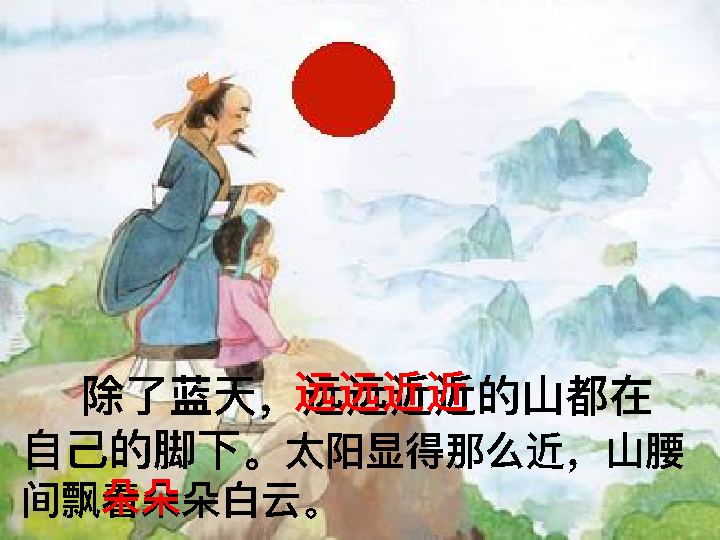 除了蓝天，远远近近的山都在
自己的脚下。太阳显得那么近，山腰
间飘着朵朵白云。